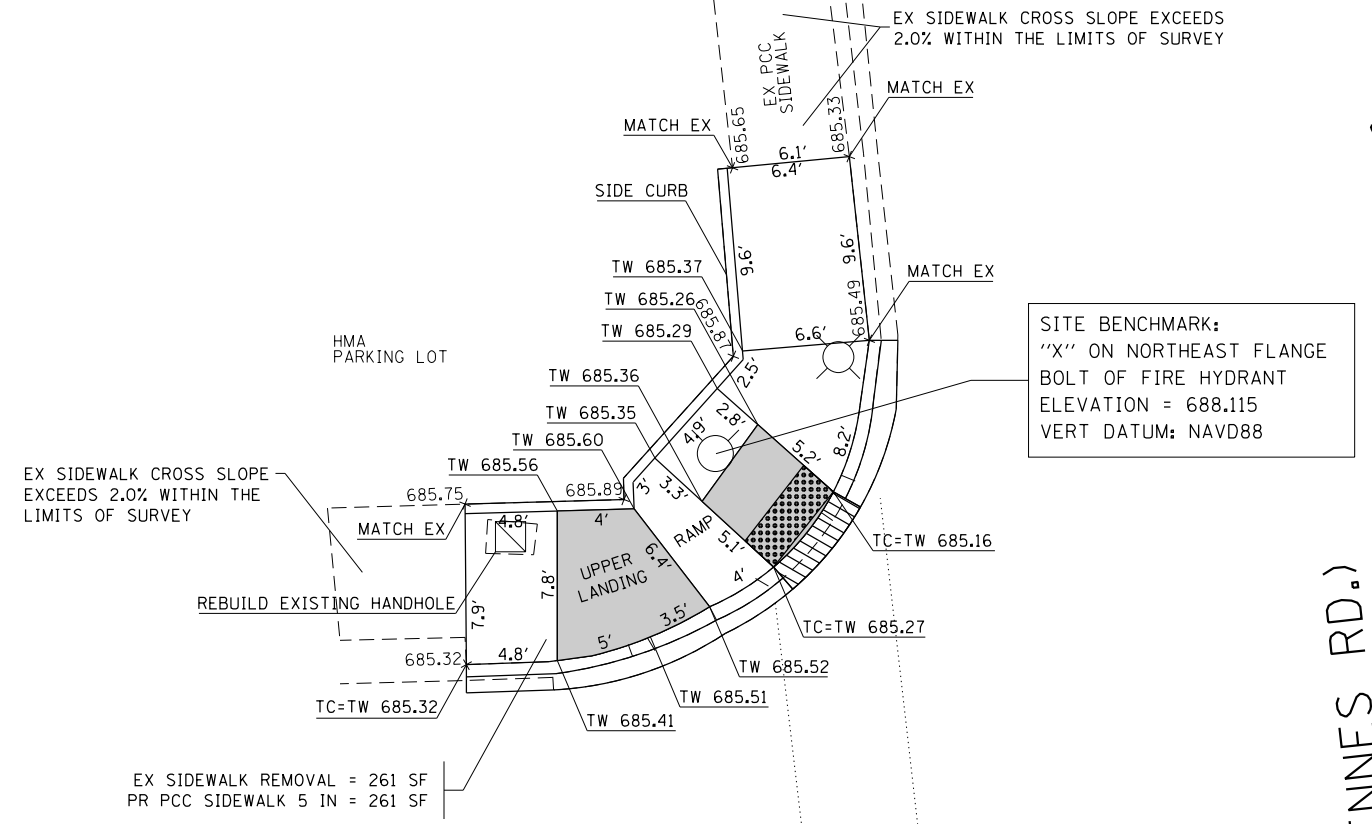 EX SIDEWALK CROSS SLOPE EXCEEDS
2.0% WITHIN THE LIMITS OF SURVEY
EX PCC
SIDEWALK
MATCH EX
685.33
685.65
MATCH EX
6.1'
6.4'
SIDE CURB
9.6'
9.6'
MATCH EX
685.49
TW 685.37
TW 685.26
685.87
TW 685.29
6.6'
SITE BENCHMARK:
"X" ON NORTHEAST FLANGE
BOLT OF FIRE HYDRANT
ELEVATION = 688.115
VERT DATUM: NAVD88
HMA
PARKING LOT
2.5'
TW 685.36
2.8'
TW 685.35
4.9'
5.2'
8.2'
TW 685.60
TW 685.56
EX SIDEWALK CROSS SLOPE
EXCEEDS 2.0% WITHIN THE
LIMITS OF SURVEY
685.75
685.89
3'
3.3'
MATCH EX
4.8'
4'
RAMP
5.1'
TC=TW 685.16
6.4'
UPPER
LANDING
4'
7.8'
REBUILD EXISTING HANDHOLE
7.9'
3.5'
5'
TC=TW 685.27
685.32
4.8'
TW 685.52
TW 685.51
TC=TW 685.32
TW 685.41
EX SIDEWALK REMOVAL = 261 SF
PR PCC SIDEWALK 5 IN = 261 SF
RD.)